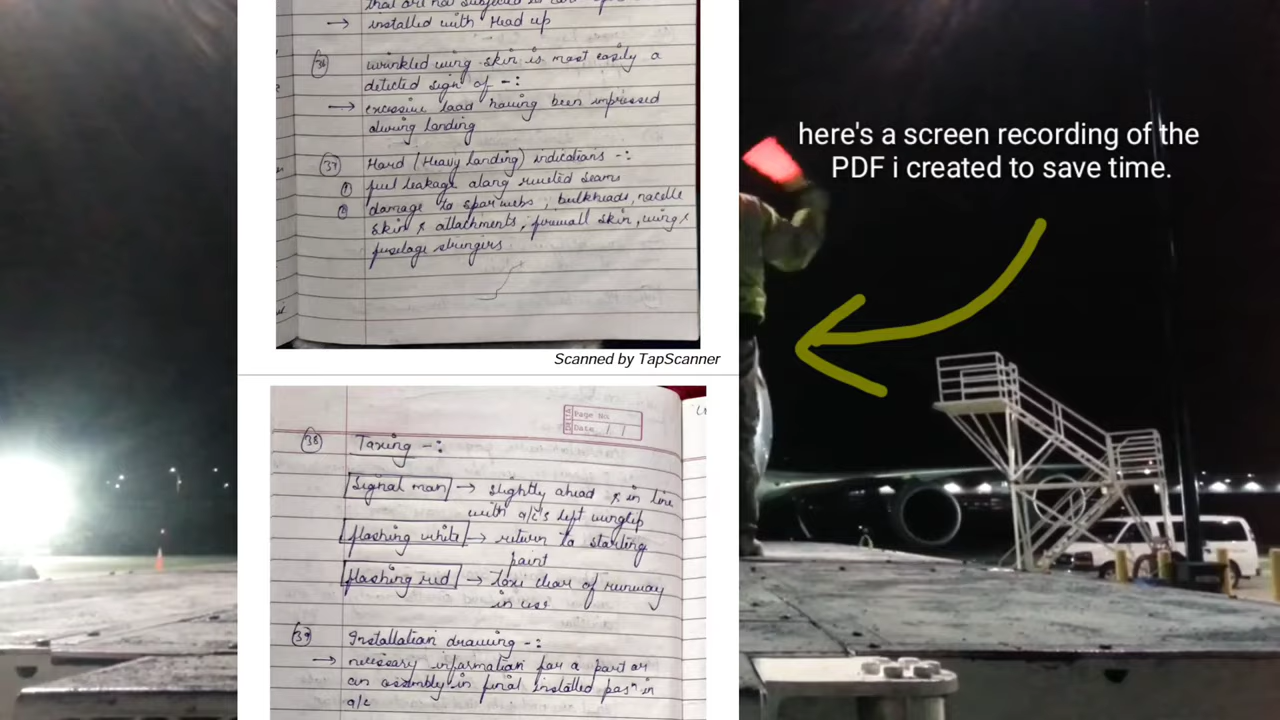 installed with Head up
36 wrinkled wing skin is most easily a
detected sign of -:
→ excessive load having been impressed
during landing
37 Hard (Heavy landing) indications -:
1 fuel leakage along riveted seams
2 damage to spar webs, bulkheads, nacelle
skin & attachments, firewall skin, wing &
fuselage stringers
Scanned by TapScanner
Page No.
Date / /
38 Taxing -:
Signal man → slightly ahead & in line
with a/c's left wingtip
flashing white → return to starting
point
flashing red → taxi clear of runway
in use
39 Installation drawing -:
→ necessary information for a part or
an assembly in final installed posn in
a/c
here's a screen recording of the
PDF i created to save time.